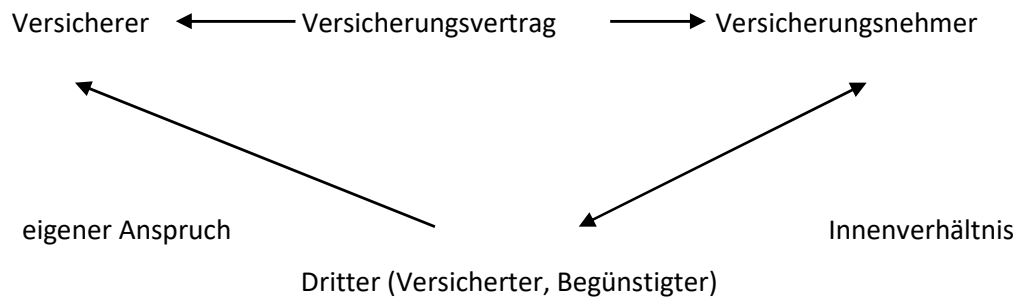 Versicherer Versicherungsvertrag Versicherungsnehmer
eigener Anspruch Innenverhältnis
Dritter (Versicherter, Begünstigter)